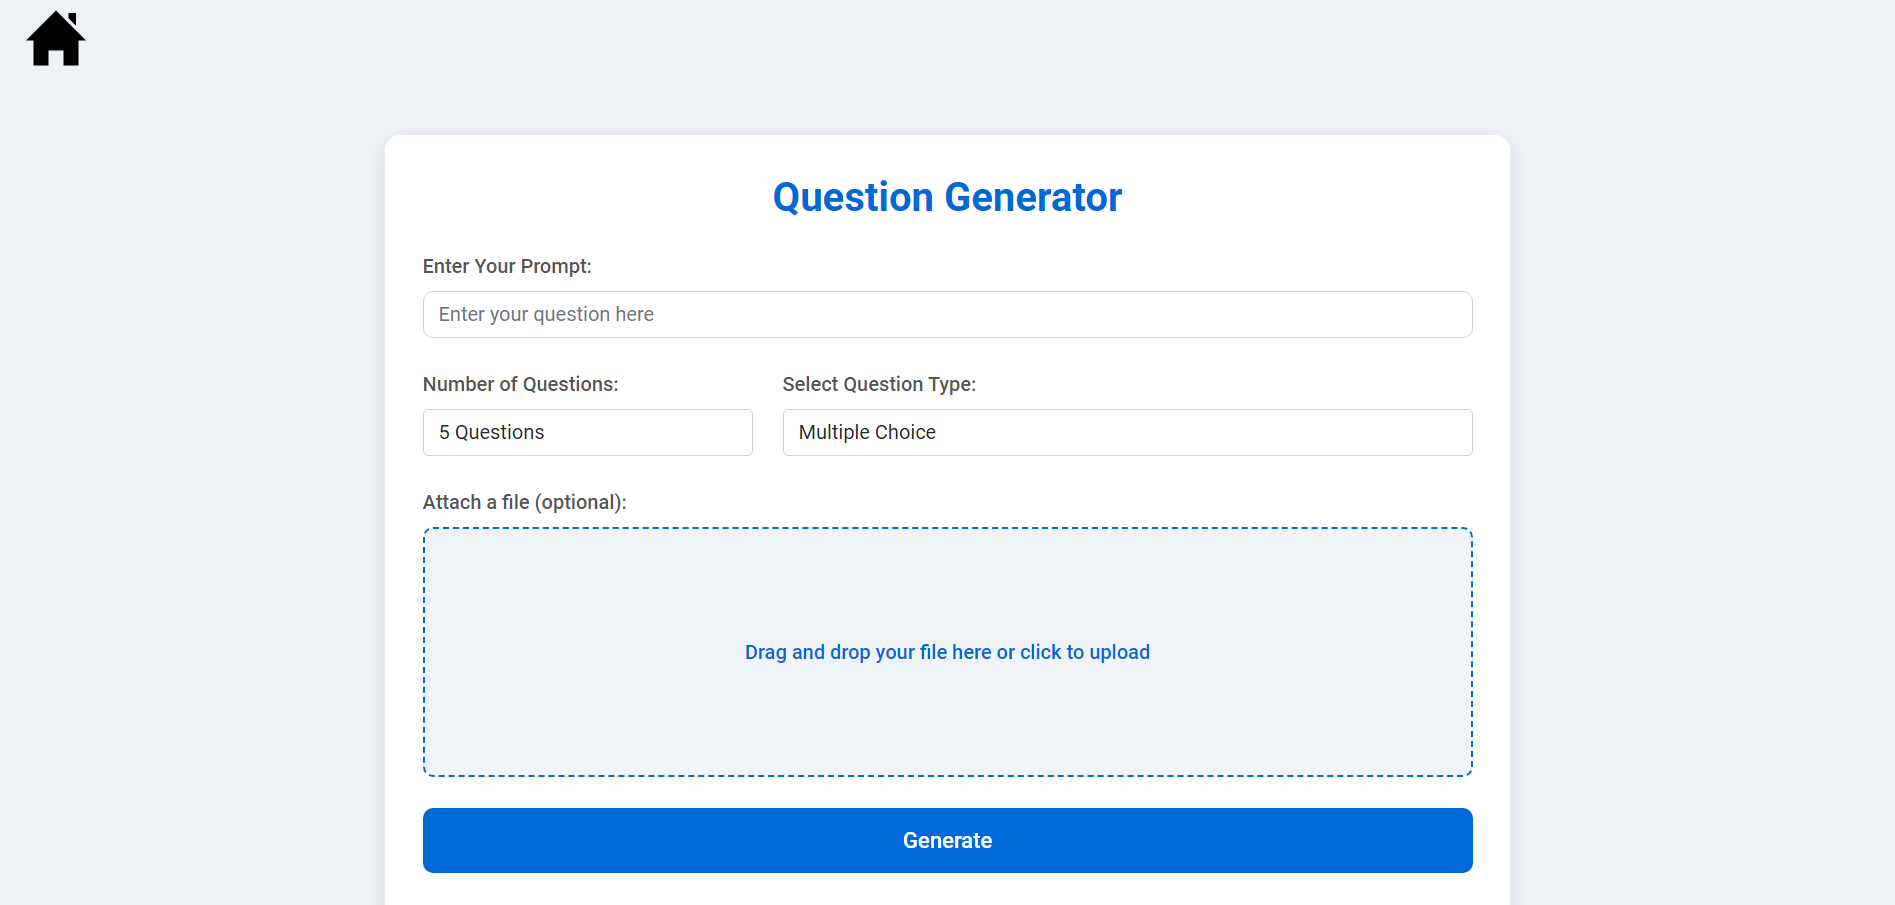 Question Generator
Enter Your Prompt:
Enter your question here
Number of Questions:
Select Question Type:
5 Questions
Multiple Choice
Attach a file (optional):
Drag and drop your file here or click to upload
Generate